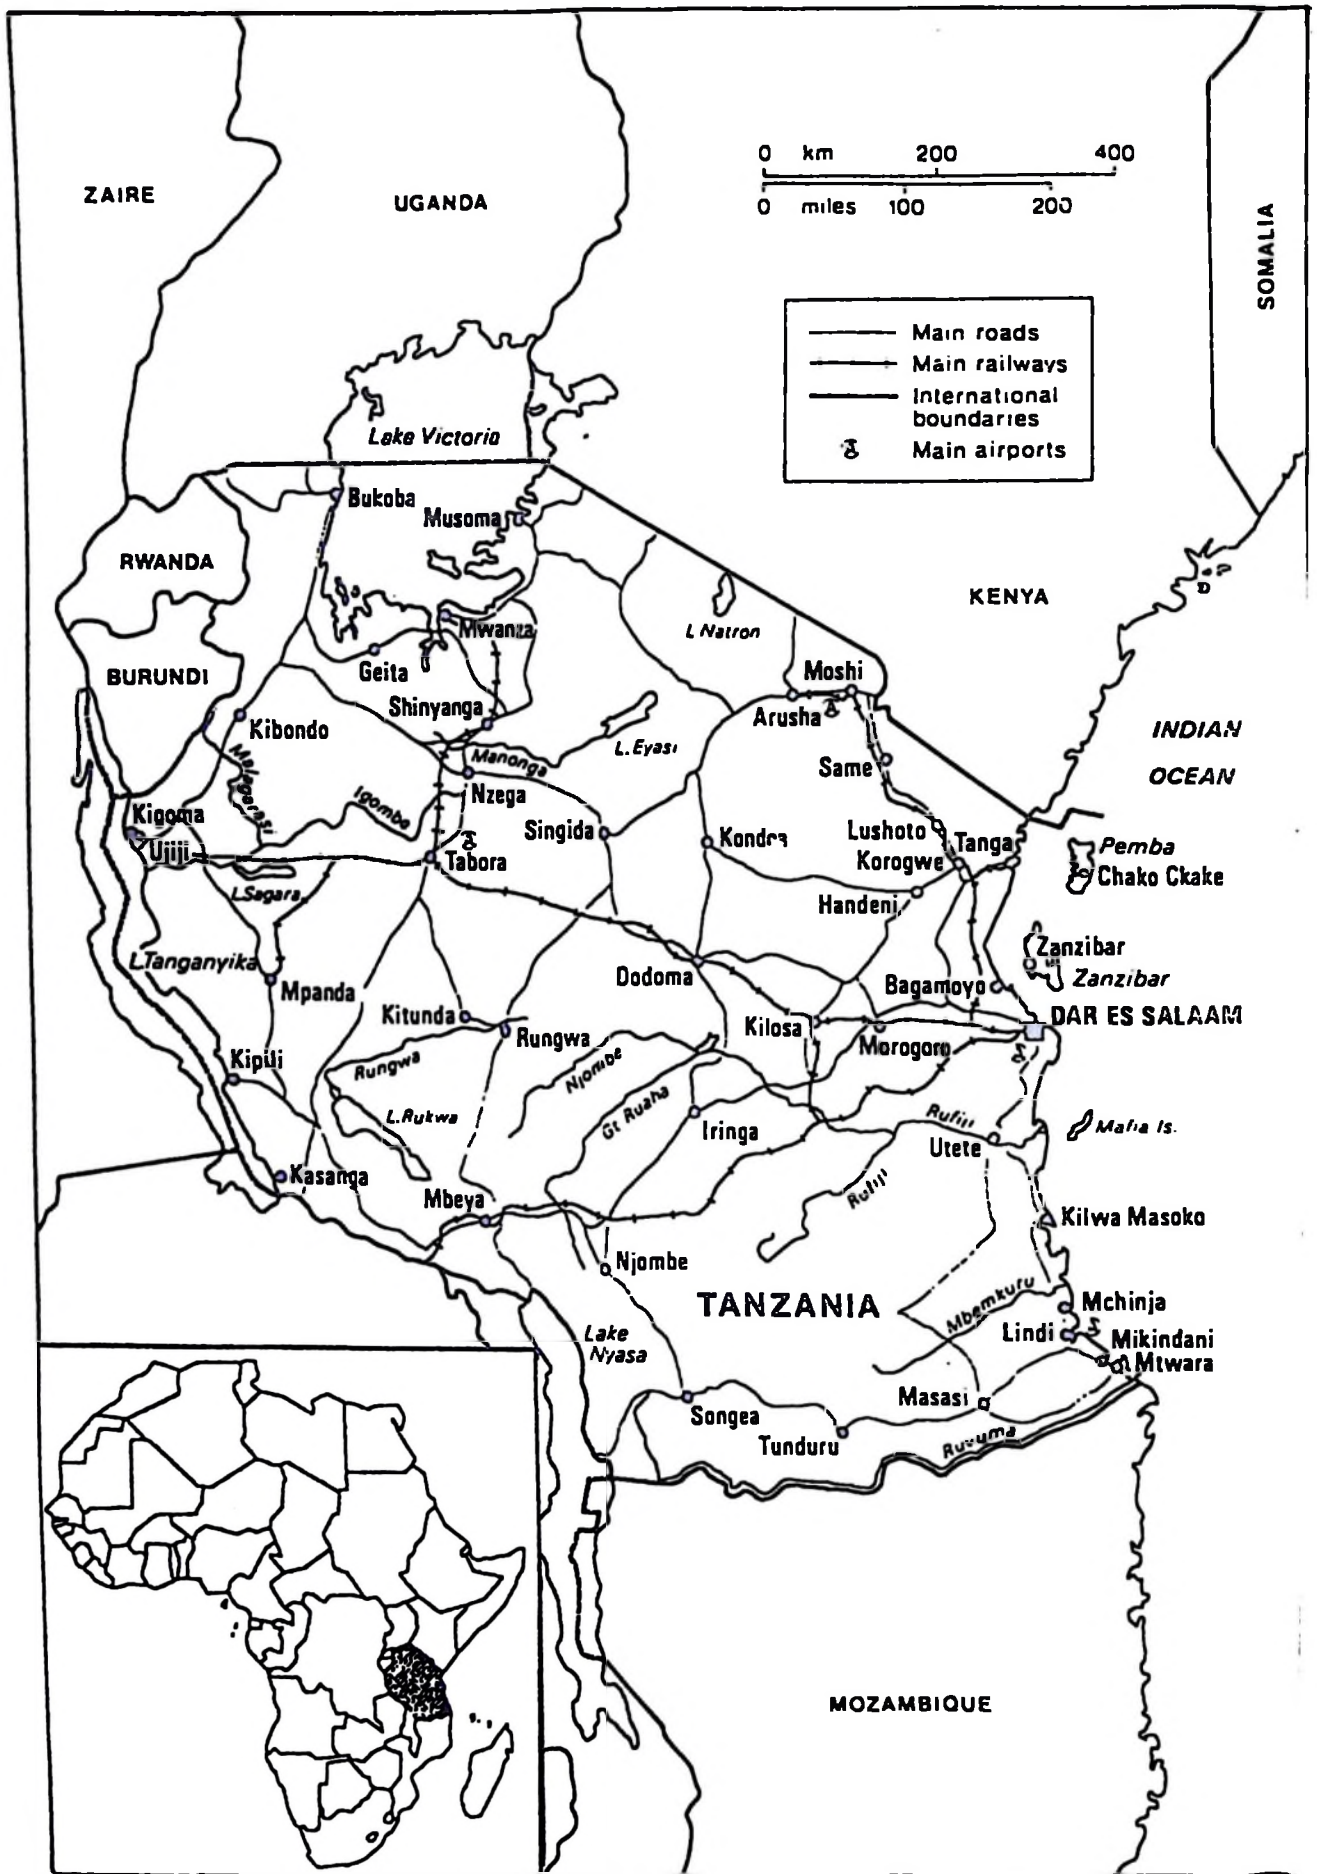 ZAIRE
UGANDA
0 km 200 400
0 miles 100 200
SOMALIA
Main roads
Main railways
International
boundaries
Main airports
Lake Victoria
Bukoba
Musoma
RWANDA
KENYA
L Natron
Mwanza
BURUNDI
Geita
Moshi
Shinyanga
Arusha
Kibondo
INDIAN
OCEAN
L. Eyasi
Manonga
Same
Malagarasi
Nzega
Igombe
Kigoma
Ujiji
Singida
Kondoa
Lushoto
Korogwe
Tanga
Pemba
Chako Ckake
Tabora
L.Sagara
Handeni
L.Tanganyika
Mpanda
Dodoma
Zanzibar
Zanzibar
Bagamoyo
DAR ES SALAAM
Kitunda
Rungwa
Kilosa
Morogoro
Kipili
Rungwa
Njombe
L.Rukwa
Gt Ruaha
Iringa
Rufiji
Utete
Mafia Is.
Kasanga
Mbeya
Rufiji
Kilwa Masoko
Njombe
TANZANIA
Mbemkuru
Mchinja
Lindi
Mikindani
Mtwara
Lake
Nyasa
Masasi
Songea
Tunduru
Ruvuma
MOZAMBIQUE